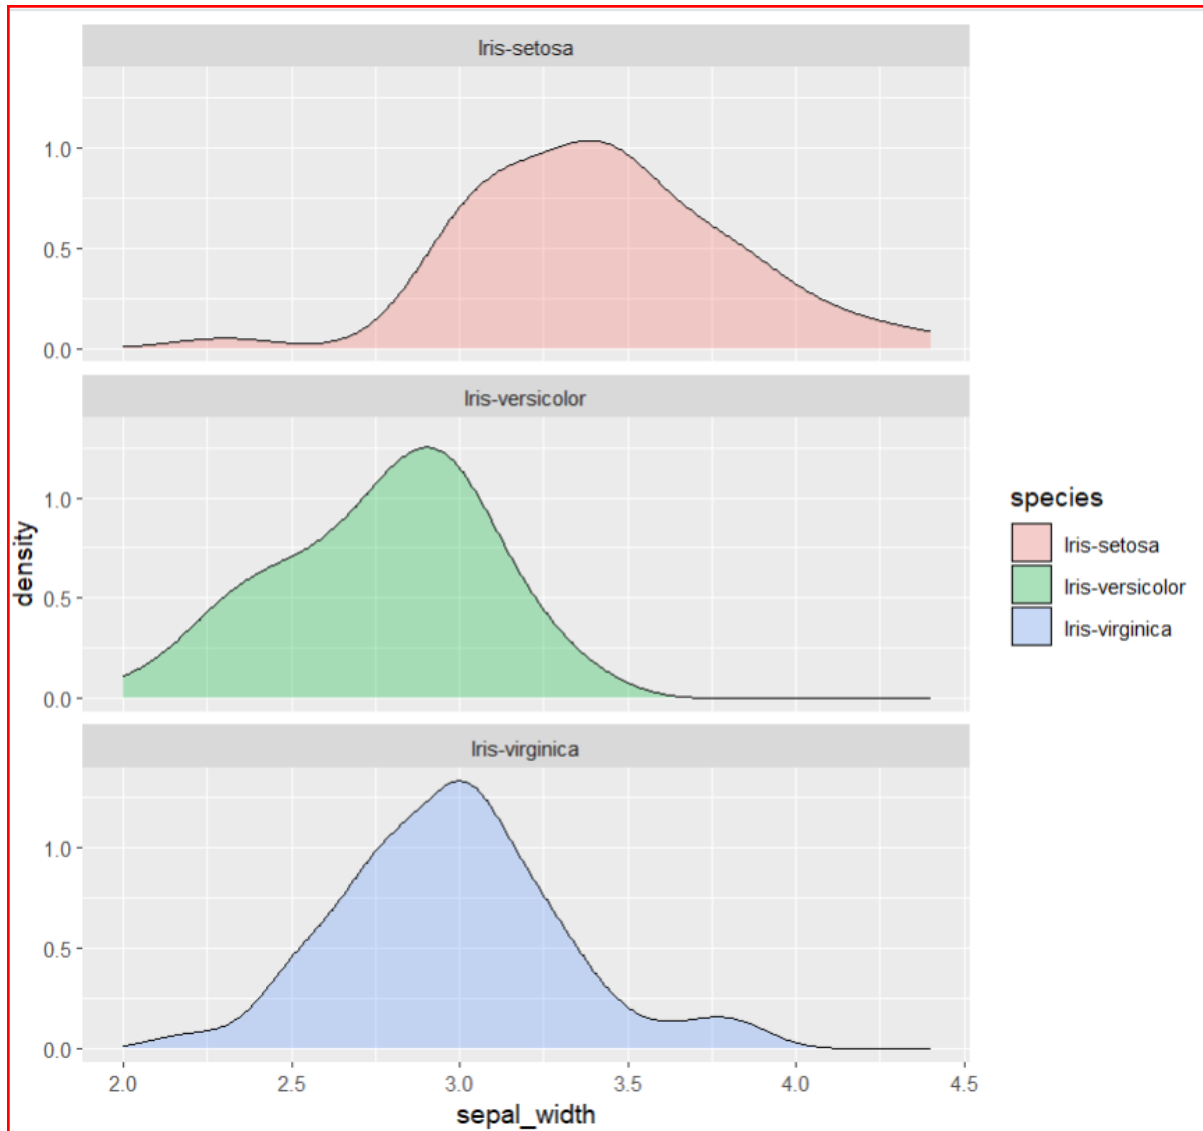 Iris-setosa
1.0
0.5
0.0
Iris-versicolor
1.0
0.5
0.0
density
Iris-virginica
1.0
0.5
0.0
2.0 2.5 3.0 3.5 4.0 4.5
sepal_width
species
Iris-setosa
Iris-versicolor
Iris-virginica